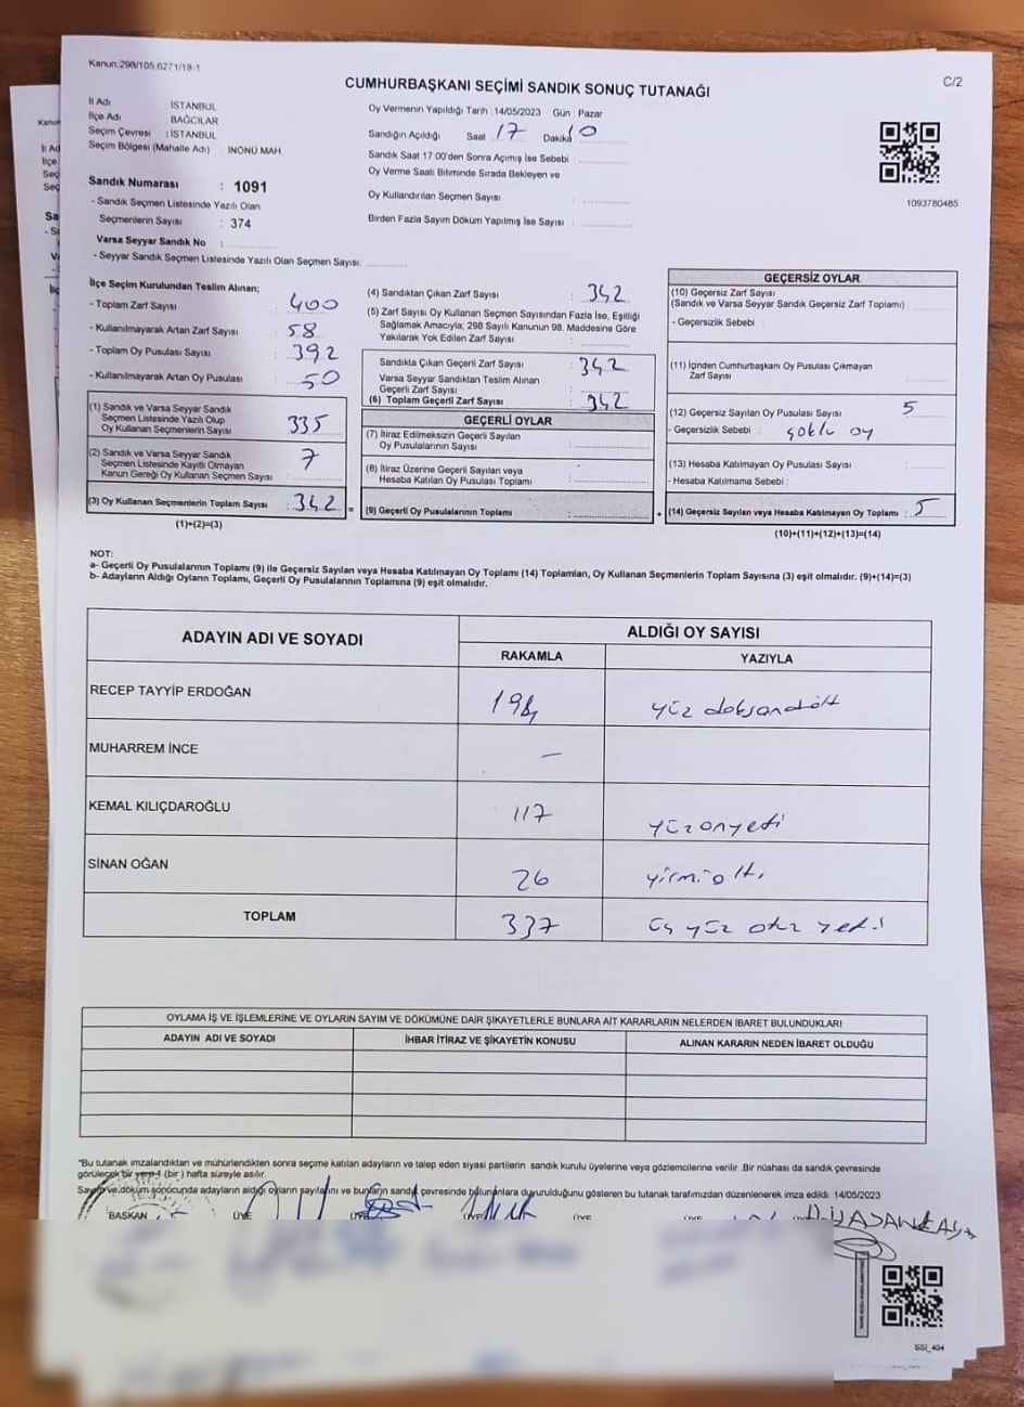 Kanun.298/105.6271/18-1
CUMHURBAŞKANI SEÇİMİ SANDIK SONUÇ TUTANAĞI
C/2
İl Adı İSTANBUL
İlçe Adı BAĞCILAR
Seçim Çevresi : İSTANBUL
Seçim Bölgesi (Mahalle Adı) İNÖNÜ MAH.
Sandık Numarası : 1091
- Sandık Seçmen Listesinde Yazılı Olan
Seçmenlerin Sayısı : 374
Varsa Seyyar Sandık No :
- Seyyar Sandık Seçmen Listesinde Yazılı Olan Seçmen Sayısı:
Oy Vermenin Yapıldığı Tarih : 14/05/2023 Gün : Pazar
Sandığın Açıldığı Saat 17 Dakika 10
Sandık Saat 17.00'den Sonra Açımış İse Sebebi
Oy Verme Saati Bitiminde Sırada Bekleyen ve
Oy Kullandırılan Seçmen Sayısı :
Birden Fazla Sayım Döküm Yapılmış İse Sayısı :
1093780485
İlçe Seçim Kurulundan Teslim Alınan;
- Toplam Zarf Sayısı : 400
- Kullanılmayarak Artan Zarf Sayısı : 58
- Toplam Oy Pusulası Sayısı : 392
- Kullanılmayarak Artan Oy Pusulası : 50
(1) Sandık ve Varsa Seyyar Sandık
Seçmen Listesinde Yazılı Olup
Oy Kullanan Seçmenlerin Sayısı : 335
(2) Sandık ve Varsa Seyyar Sandık
Seçmen Listesinde Kayıtlı Olmayan
Kanun Gereği Oy Kullanan Seçmen Sayısı : 7
(3) Oy Kullanan Seçmenlerin Toplam Sayısı : 342 =
(1)+(2)=(3)
(4) Sandıktan Çıkan Zarf Sayısı : 342
(5) Zarf Sayısı Oy Kullanan Seçmen Sayısından Fazla İse, Eşitliği
Sağlamak Amacıyla; 298 Sayılı Kanunun 98. Maddesine Göre
Yakılarak Yok Edilen Zarf Sayısı :
Sandıkta Çıkan Geçerli Zarf Sayısı : 342
Varsa Seyyar Sandıktan Teslim Alınan
Geçerli Zarf Sayısı :
(6) Toplam Geçerli Zarf Sayısı : 342
GEÇERLİ OYLAR
(7) İtiraz Edilmeksizin Geçerli Sayılan
Oy Pusulalarının Sayısı :
(8) İtiraz Üzerine Geçerli Sayılan veya
Hesaba Katılan Oy Pusulası Toplamı :
(9) Geçerli Oy Pusulalarının Toplamı : +
GEÇERSİZ OYLAR
(10) Geçersiz Zarf Sayısı
(Sandık ve Varsa Seyyar Sandık Geçersiz Zarf Toplamı) :
- Geçersizlik Sebebi :
(11) İçinden Cumhurbaşkanı Oy Pusulası Çıkmayan
Zarf Sayısı
(12) Geçersiz Sayılan Oy Pusulası Sayısı 5
- Geçersizlik Sebebi : çoklu oy
(13) Hesaba Katılmayan Oy Pusulası Sayısı
- Hesaba Katılmama Sebebi :
(14) Geçersiz Sayılan veya Hesaba Katılmayan Oy Toplamı : 5
(10)+(11)+(12)+(13)=(14)
NOT:
a- Geçerli Oy Pusulalarının Toplamı (9) ile Geçersiz Sayılan veya Hesaba Katılmayan Oy Toplamı (14) Toplamları, Oy Kullanan Seçmenlerin Toplam Sayısına (3) eşit olmalıdır. (9)+(14)=(3)
b- Adayların Aldığı Oyların Toplamı, Geçerli Oy Pusulalarının Toplamına (9) eşit olmalıdır.
ADAYIN ADI VE SOYADI ALDIĞI OY SAYISI
RAKAMLA YAZIYLA
RECEP TAYYİP ERDOĞAN 194 yüz doksandört
MUHARREM İNCE —
KEMAL KILIÇDAROĞLU 117 yüzonyedi
SİNAN OĞAN 26 yirmialtı
TOPLAM 337 üç yüz otuz yedi
OYLAMA İŞ VE İŞLEMLERİNE VE OYLARIN SAYIM VE DÖKÜMÜNE DAİR ŞİKAYETLERLE BUNLARA AİT KARARLARIN NELERDEN İBARET BULUNDUKLARI
ADAYIN ADI VE SOYADI İHBAR İTİRAZ VE ŞİKAYETİN KONUSU ALINAN KARARIN NEDEN İBARET OLDUĞU
"Bu tutanak imzalandıktan ve mühürlendikten sonra seçime katılan adayların ve talep eden siyasi partilerin sandık kurulu üyelerine veya gözlemcilerine verilir. Bir nüshası da sandık çevresinde
görülecek bir yere 1 (bir) hafta süreyle asılır.
Sayım ve döküm sonucunda adayların aldığı oyların sayılarını ve bunların sandık çevresinde bulunanlara duyurulduğunu gösteren bu tutanak tarafımızdan düzenlenerek imza edildi. 14/05/2023
BAŞKAN ÜYE ÜYE ÜYE ÜYE
SSI_404